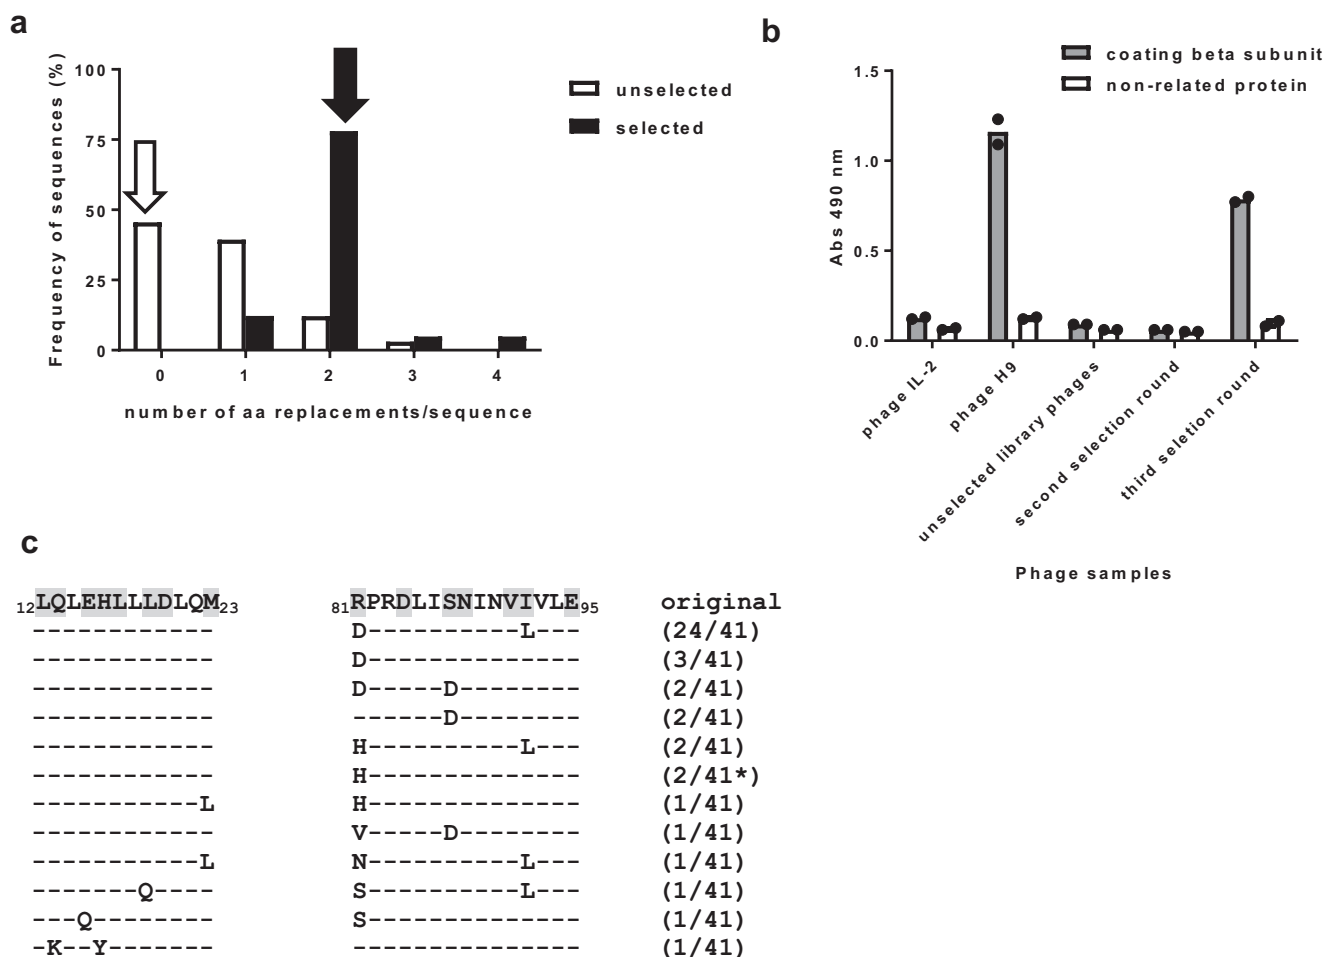 a
Frequency of sequences (%)
100
75
50
25
0
0 1 2 3 4
number of aa replacements/sequence
unselected
selected
b
coating beta subunit
non-related protein
Abs 490 nm
1.5
1.0
0.5
0.0
phage IL-2
phage H9
unselected library phages
second selection round
third seletion round
Phage samples
c
12LQLEHLLLDLQM23 81RPRDLISNINVIVLE95 original
------------ D----------L--- (24/41)
------------ D-------------- (3/41)
------------ D-----D-------- (2/41)
------------ ------D-------- (2/41)
------------ H----------L--- (2/41)
------------ H-------------- (2/41*)
-----------L H-------------- (1/41)
------------ V-----D-------- (1/41)
-----------L N----------L--- (1/41)
-------Q---- S----------L--- (1/41)
---Q-------- S-------------- (1/41)
-K--Y------- --------------- (1/41)